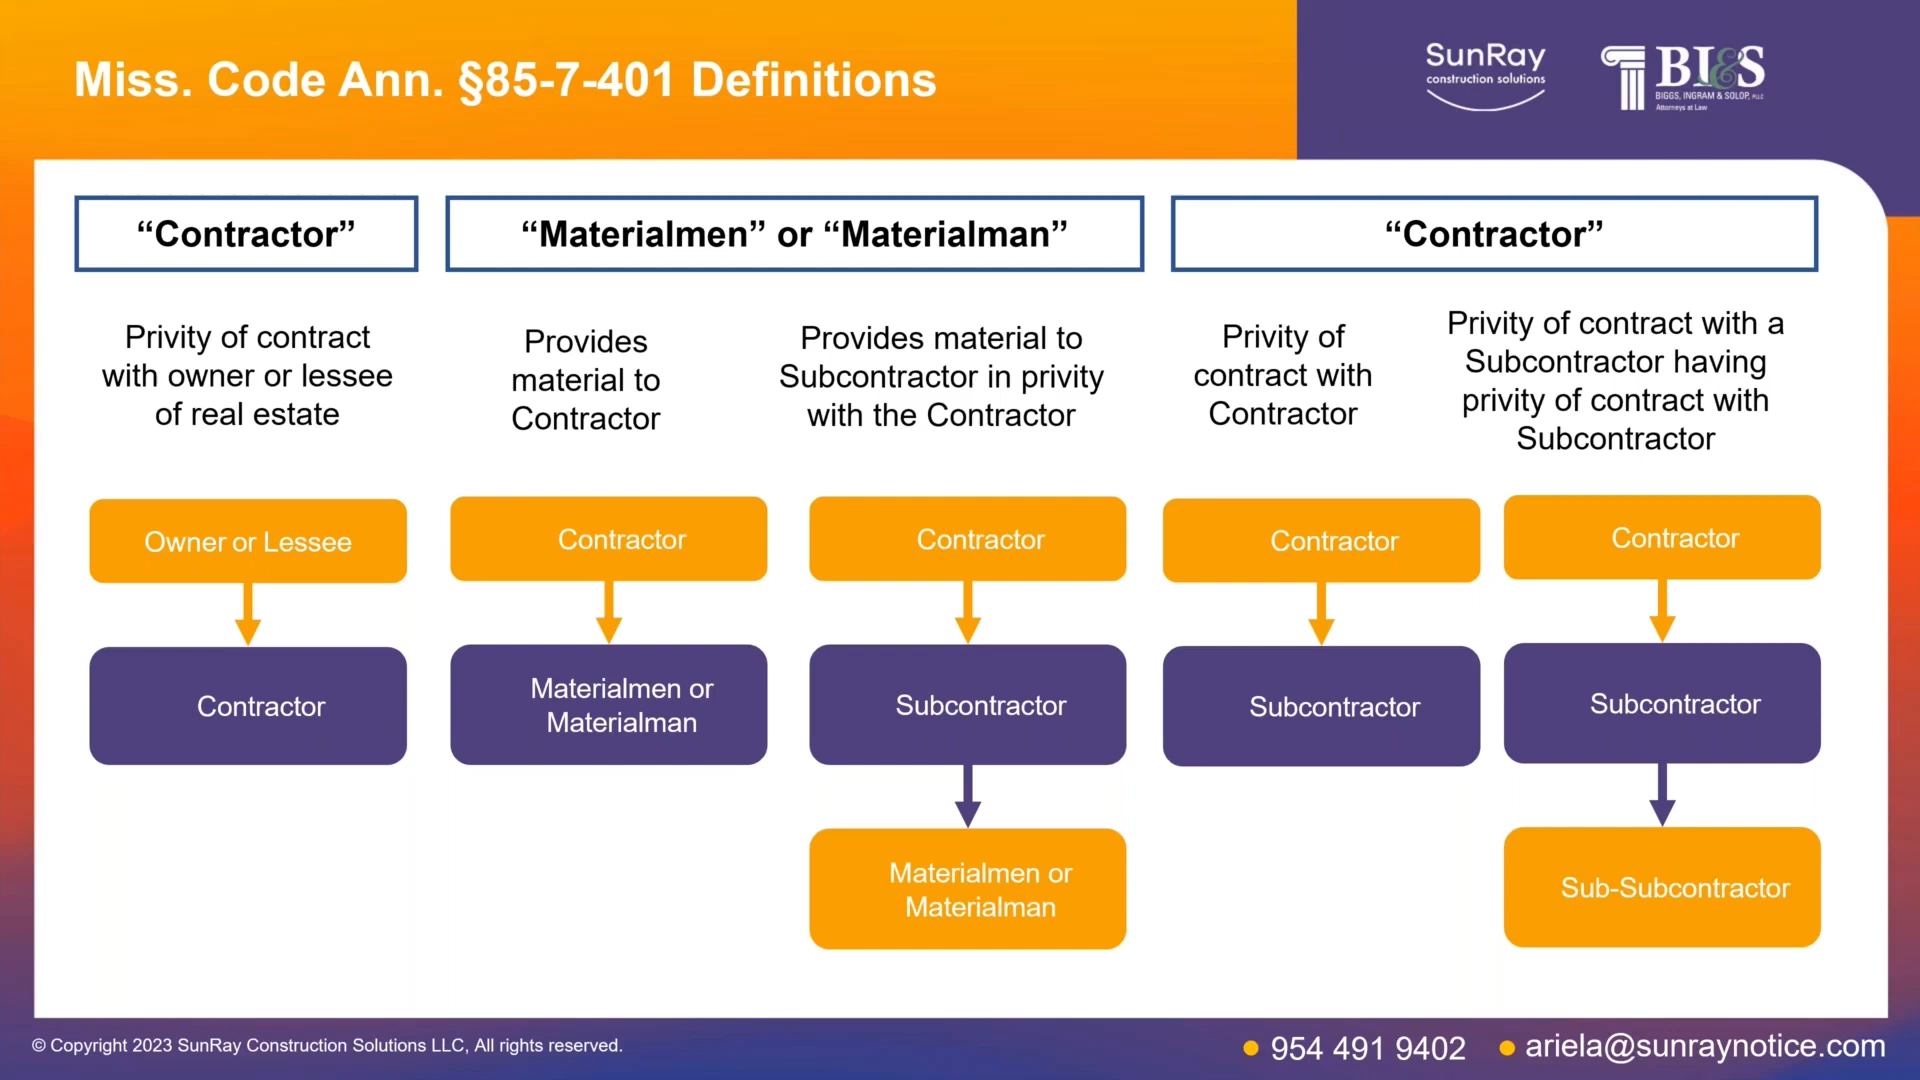 Miss. Code Ann. §85-7-401 Definitions
SunRay
construction solutions
BI&S
BIGGS, INGRAM & SOLOP, PLLC
Attorneys at Law
“Contractor”
Privity of contract
with owner or lessee
of real estate
Owner or Lessee
Contractor
“Materialmen” or “Materialman”
Provides
material to
Contractor
Contractor
Materialmen or
Materialman
Provides material to
Subcontractor in privity
with the Contractor
Contractor
Subcontractor
Materialmen or
Materialman
“Contractor”
Privity of
contract with
Contractor
Contractor
Subcontractor
Privity of contract with a
Subcontractor having
privity of contract with
Subcontractor
Contractor
Subcontractor
Sub-Subcontractor
© Copyright 2023 SunRay Construction Solutions LLC, All rights reserved.
954 491 9402
ariela@sunraynotice.com